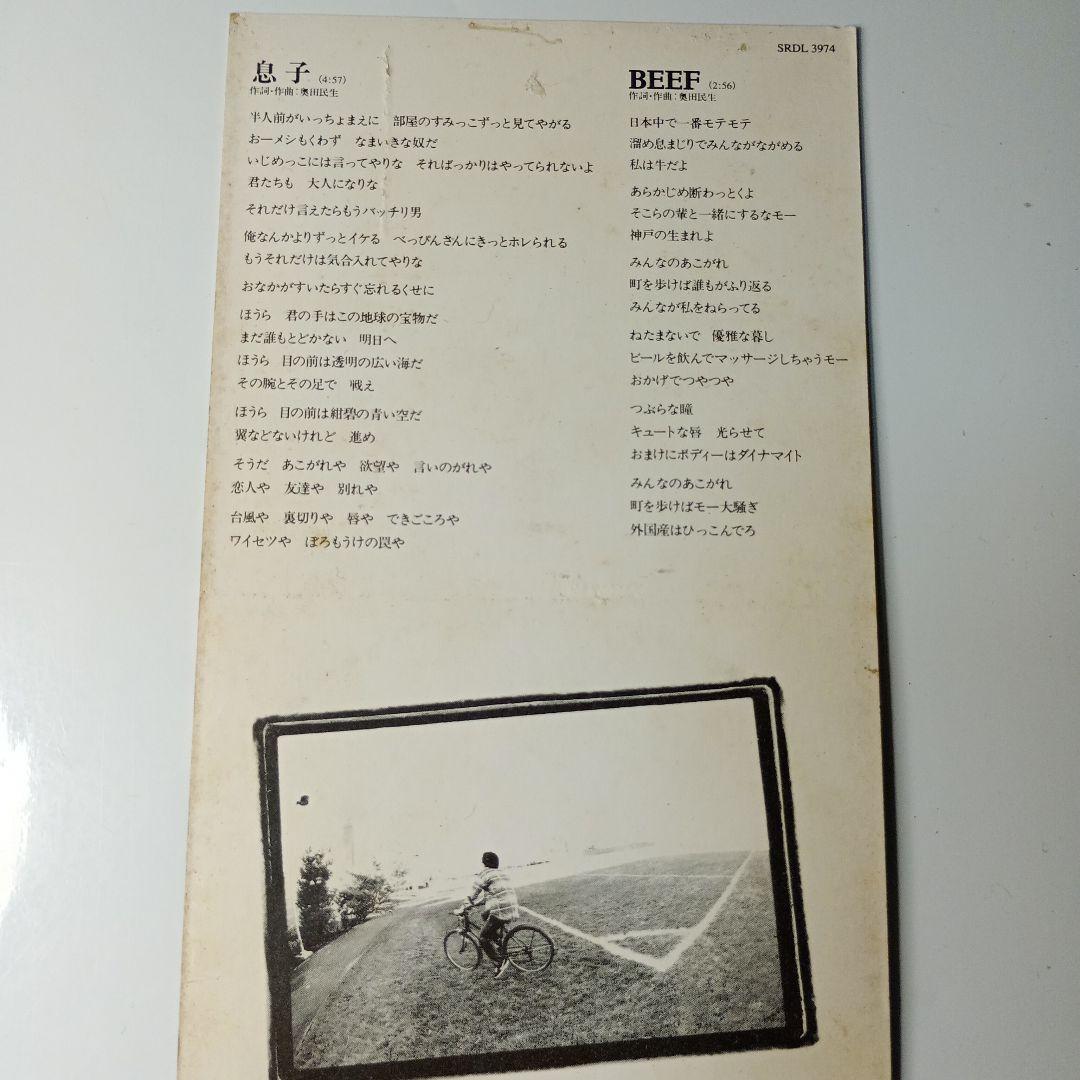 SRDL 3974
息子 (4:57)
作詞・作曲:奥田民生
半人前がいっちょまえに 部屋のすみっこずっと見てやがる
おーメシもくわず なまいきな奴だ
いじめっこには言ってやりな そればっかりはやってられないよ
君たちも 大人になりな
それだけ言えたらもうバッチリ男
俺なんかよりずっとイケる べっぴんさんにきっとホレられる
もうそれだけは気合入れてやりな
おなかがすいたらすぐ忘れるくせに
ほうら 君の手はこの地球の宝物だ
まだ誰もとどかない 明日へ
ほうら 目の前は透明の広い海だ
その腕とその足で 戦え
ほうら 目の前は紺碧の青い空だ
翼などないけれど 進め
そうだ あこがれや 欲望や 言いのがれや
恋人や 友達や 別れや
台風や 裏切りや 唇や できごころや
ワイセツや ぼろもうけの罠や
BEEF (2:56)
作詞・作曲:奥田民生
日本中で一番モテモテ
溜め息まじりでみんながながめる
私は牛だよ
あらかじめ断わっとくよ
そこらの輩と一緒にするなモー
神戸の生まれよ
みんなのあこがれ
町を歩けば誰もがふり返る
みんなが私をねらってる
ねたまないで 優雅な暮し
ビールを飲んでマッサージしちゃうモー
おかげでつやつや
つぶらな瞳
キュートな唇 光らせて
おまけにボディーはダイナマイト
みんなのあこがれ
町を歩けばモー大騒ぎ
外国産はひっこんでろ